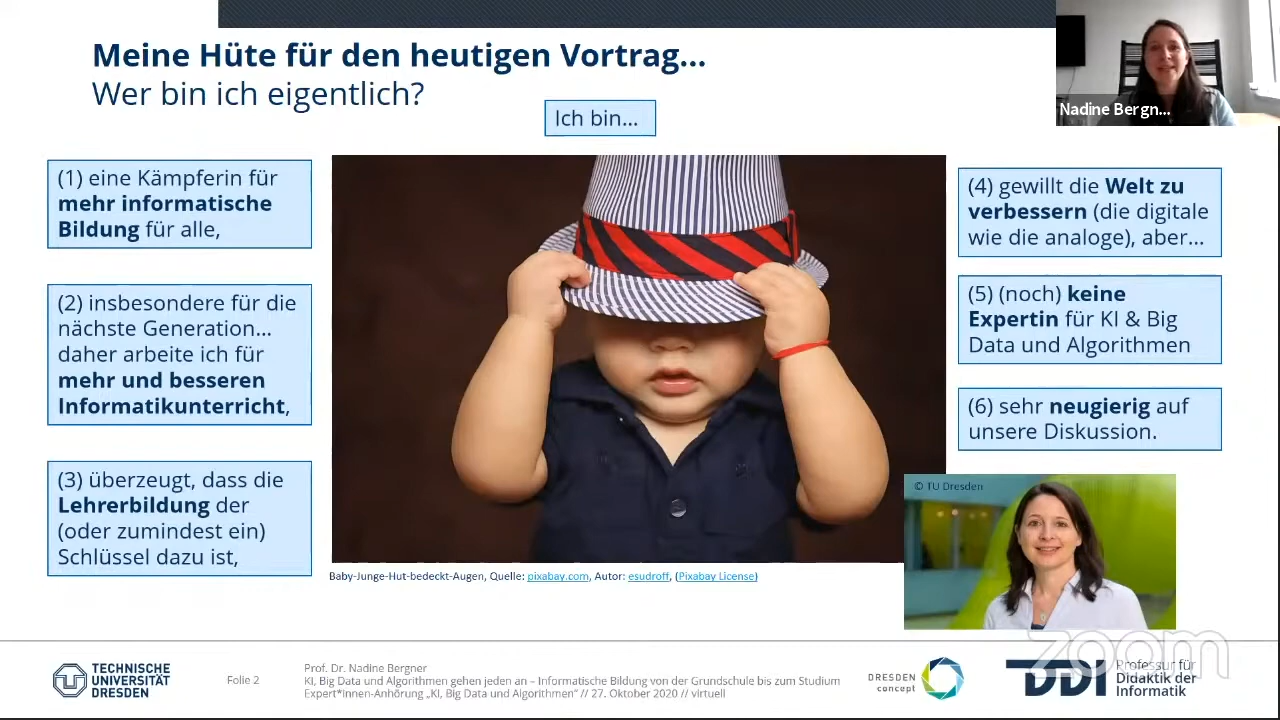 Meine Hüte für den heutigen Vortrag...
Wer bin ich eigentlich?
Ich bin...
Nadine Bergn...
(1) eine Kämpferin für
mehr informatische
Bildung für alle,
(2) insbesondere für die
nächste Generation...
daher arbeite ich für
mehr und besseren
Informatikunterricht,
(3) überzeugt, dass die
Lehrerbildung der
(oder zumindest ein)
Schlüssel dazu ist,
(4) gewillt die Welt zu
verbessern (die digitale
wie die analoge), aber...
(5) (noch) keine
Expertin für KI & Big
Data und Algorithmen
(6) sehr neugierig auf
unsere Diskussion.
© TU Dresden
Baby-Junge-Hut-bedeckt-Augen, Quelle: pixabay.com, Autor: esudroff, (Pixabay License)
TECHNISCHE
UNIVERSITÄT
DRESDEN
Folie 2
Prof. Dr. Nadine Bergner
KI, Big Data und Algorithmen gehen jeden an – Informatische Bildung von der Grundschule bis zum Studium
Expert*innen-Anhörung „KI, Big Data und Algorithmen“ // 27. Oktober 2020 // virtuell
DRESDEN
concept
DDI
Professur für
Didaktik der
Informatik
zoom